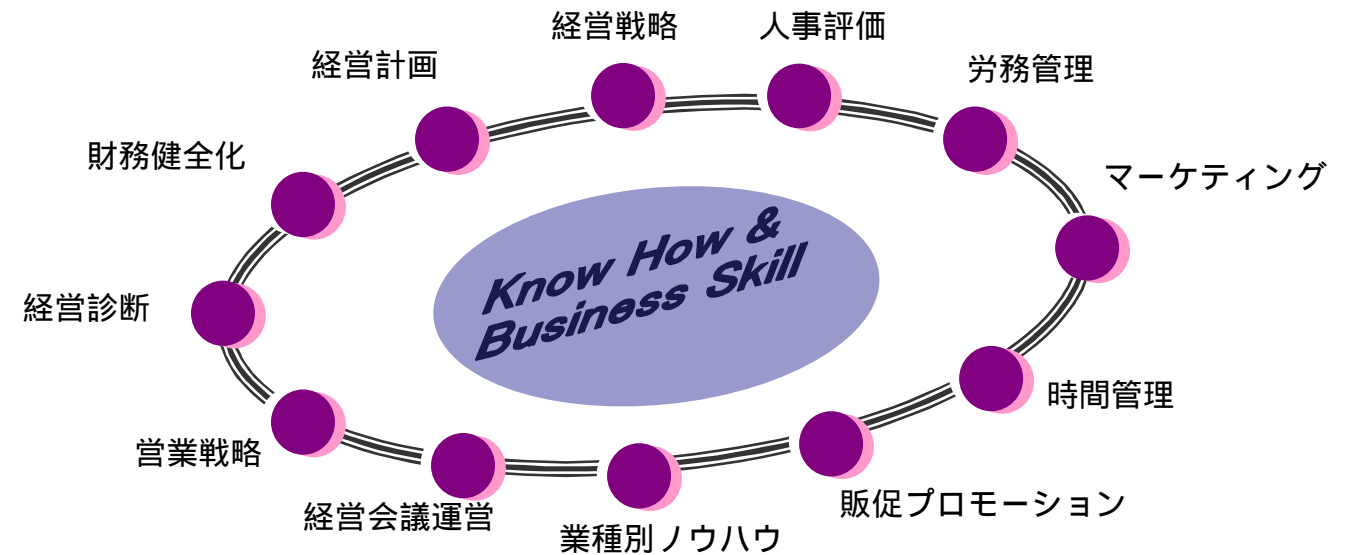 経営戦略
人事評価
経営計画
労務管理
財務健全化
マーケティング
Know How &
Business Skill
経営診断
時間管理
営業戦略
販促プロモーション
経営会議運営
業種別ノウハウ